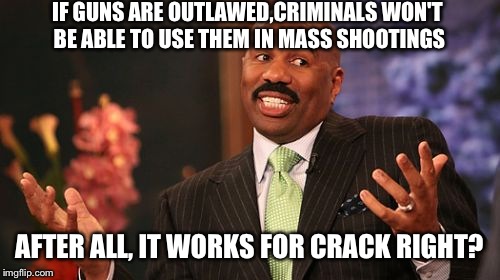 IF GUNS ARE OUTLAWED,CRIMINALS WON'T
BE ABLE TO USE THEM IN MASS SHOOTINGS
AFTER ALL, IT WORKS FOR CRACK RIGHT?
imgflip.com